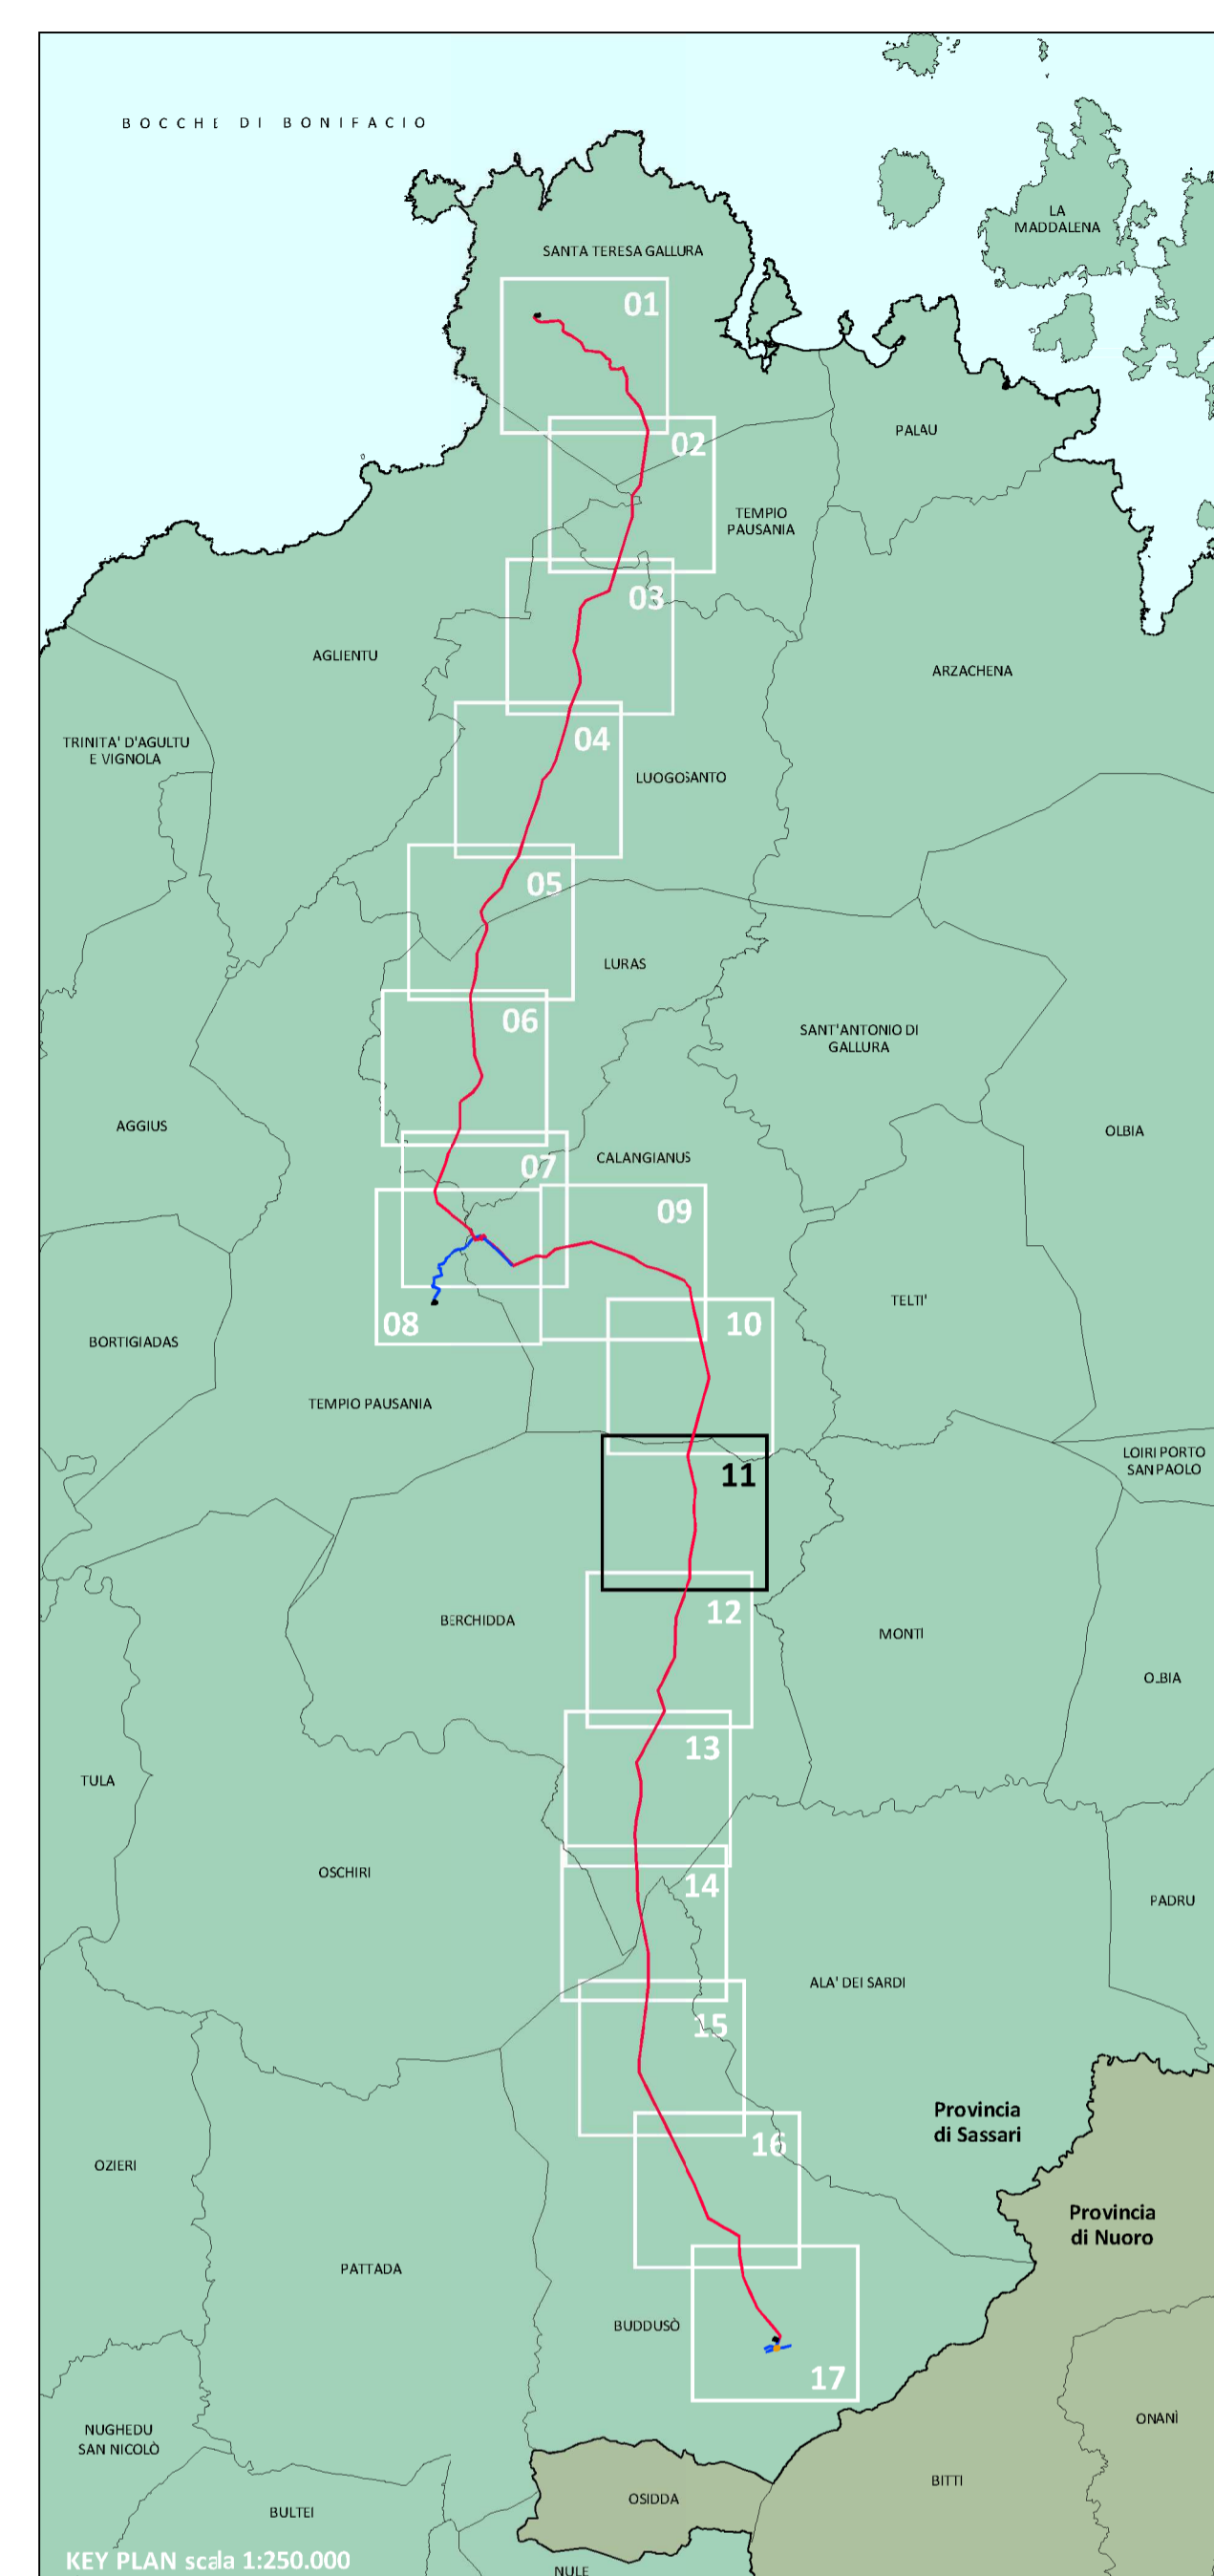 BOCCHE DI BONIFACIO
LA
MADDALENA
SANTA TERESA GALLURA
01
PALAU
02
TEMPIO
PAUSANIA
03
AGLIENTU
ARZACHENA
TRINITA' D'AGULTU
E VIGNOLA
04
LUOGOSANTO
05
LURAS
06
SANT'ANTONIO DI
GALLURA
AGGIUS
OLBIA
07
CALANGIANUS
09
TELTI'
08
10
BORTIGIADAS
TEMPIO PAUSANIA
LOIRI PORTO
SAN PAOLO
11
12
BERCHIDDA
MONTI
OLBIA
13
TULA
OSCHIRI
14
PADRU
ALA' DEI SARDI
15
Provincia
di Sassari
16
OZIERI
Provincia
di Nuoro
PATTADA
BUDDUSÒ
17
ONANÌ
NUGHEDU
SAN NICOLÒ
BITTI
OSIDDA
BULTEI
KEY PLAN scala 1:250.000
NULE